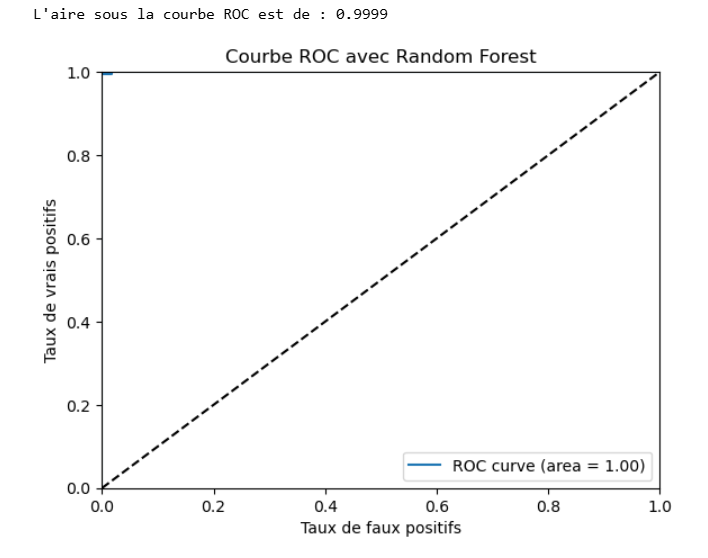 L'aire sous la courbe ROC est de : 0.9999
Courbe ROC avec Random Forest
1.0
0.8
0.6
0.4
0.2
0.0
Taux de vrais positifs
ROC curve (area = 1.00)
0.0 0.2 0.4 0.6 0.8 1.0
Taux de faux positifs